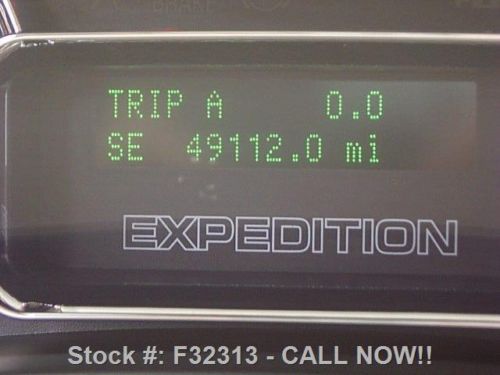 TRIP A 0.0
SE 49112.0 mi
EXPEDITION
Stock #: F32313 - CALL NOW!!